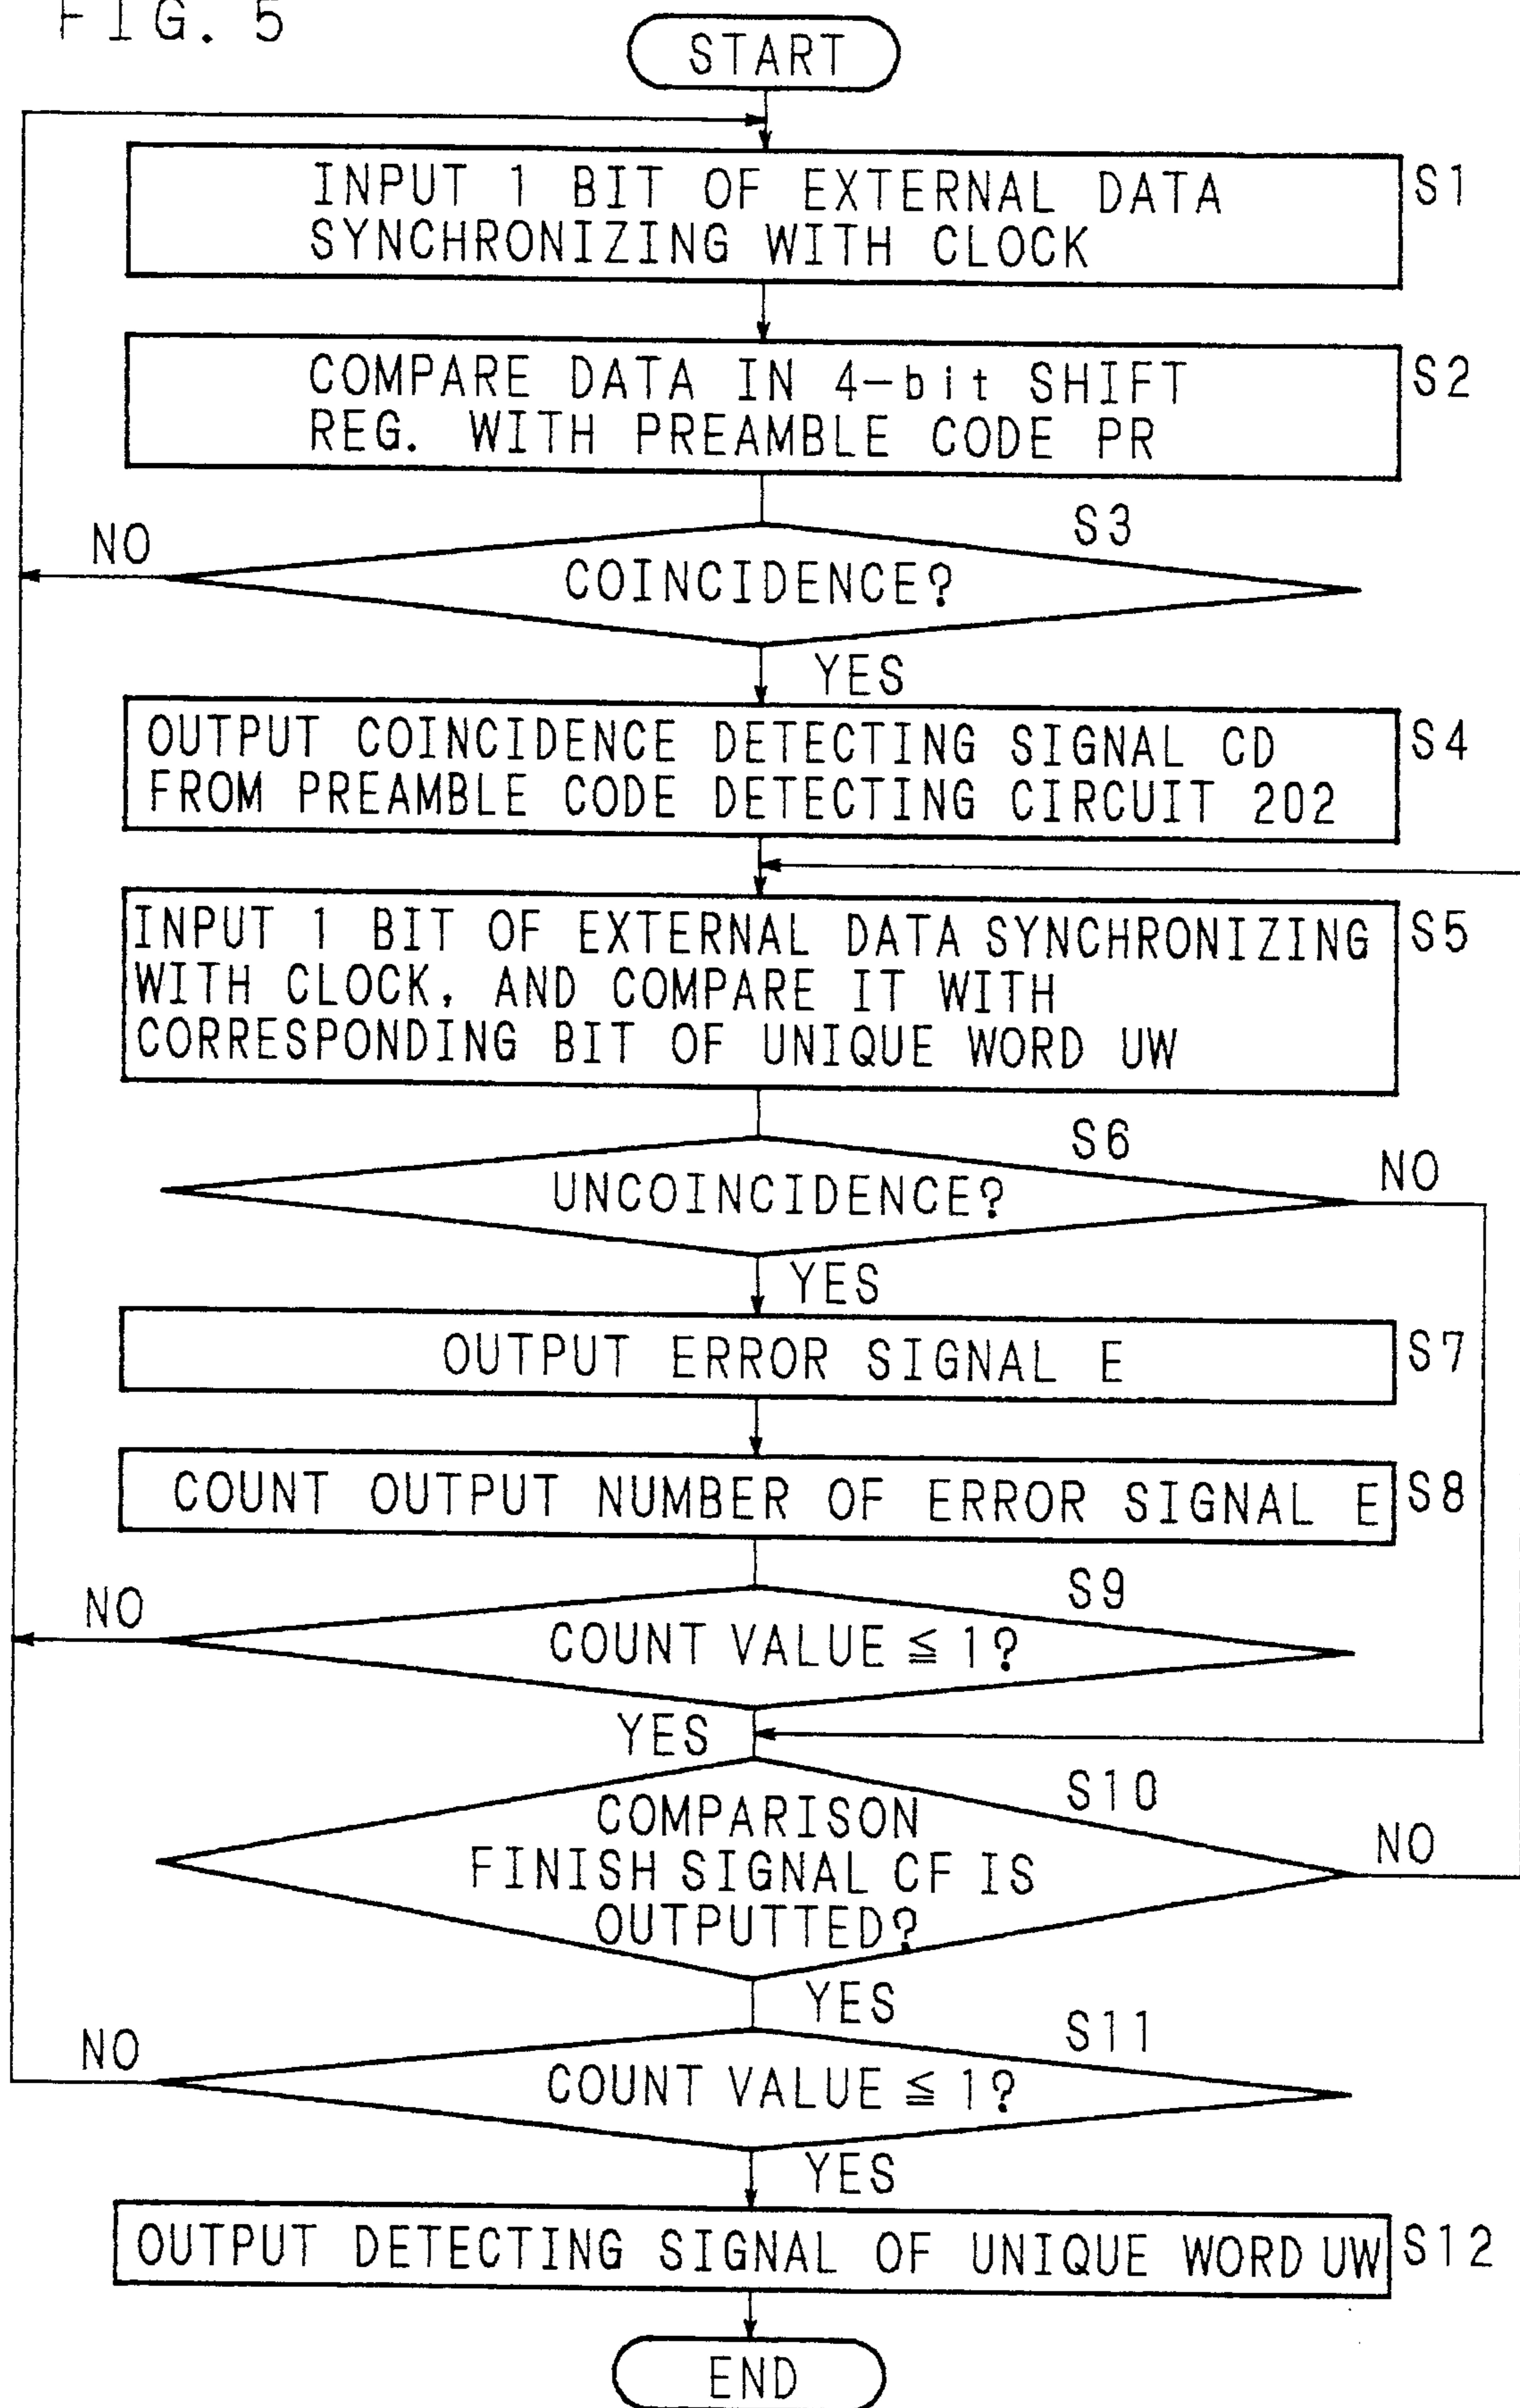 FIG. 5
START
INPUT 1 BIT OF EXTERNAL DATA
SYNCHRONIZING WITH CLOCK
S1
COMPARE DATA IN 4-bit SHIFT
REG. WITH PREAMBLE CODE PR
S2
S3
NO
COINCIDENCE?
YES
OUTPUT COINCIDENCE DETECTING SIGNAL CD
FROM PREAMBLE CODE DETECTING CIRCUIT 202
S4
INPUT 1 BIT OF EXTERNAL DATA SYNCHRONIZING
WITH CLOCK, AND COMPARE IT WITH
CORRESPONDING BIT OF UNIQUE WORD UW
S5
S6
UNCOINCIDENCE?
NO
YES
OUTPUT ERROR SIGNAL E
S7
COUNT OUTPUT NUMBER OF ERROR SIGNAL E
S8
S9
NO
COUNT VALUE ≦ 1?
YES
S10
COMPARISON
FINISH SIGNAL CF IS
OUTPUTTED?
NO
YES
S11
NO
COUNT VALUE ≦ 1?
YES
OUTPUT DETECTING SIGNAL OF UNIQUE WORD UW
S12
END